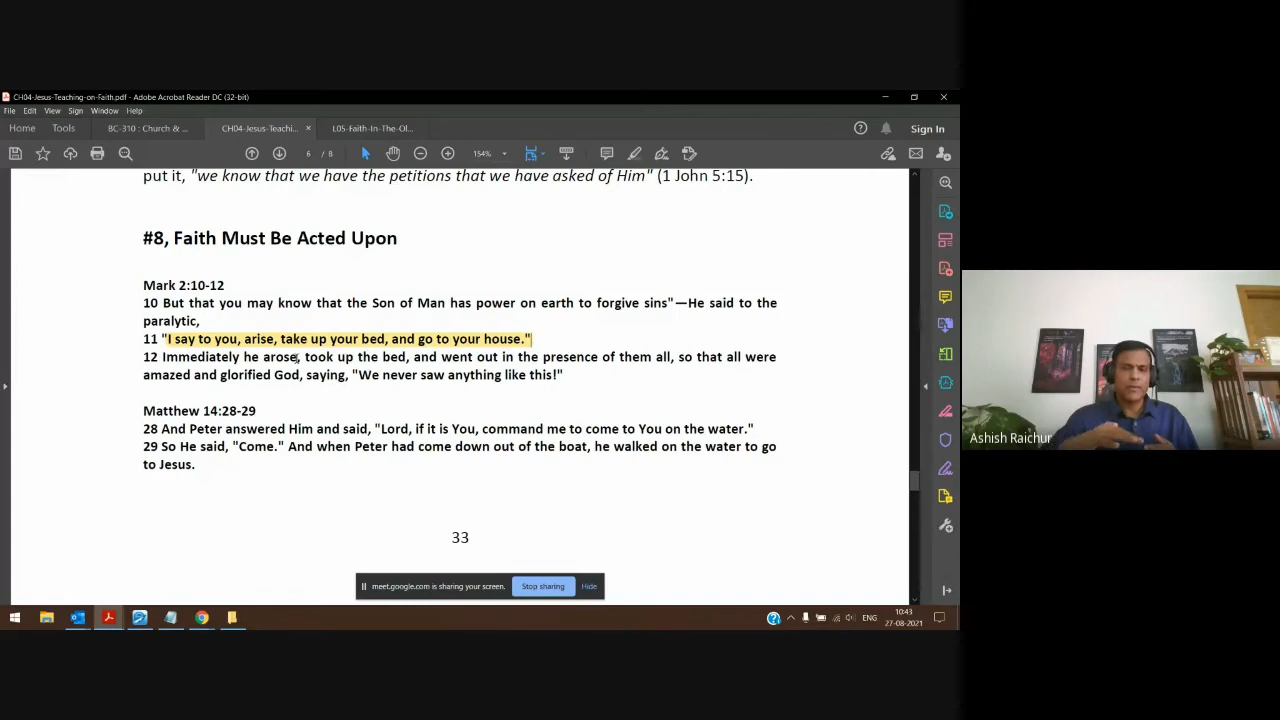 CH04-Jesus-Teaching-on-Faith.pdf - Adobe Acrobat Reader DC (32-bit)
File Edit View Sign Window Help
Home Tools BC-310 : Church & ... CH04-Jesus-Teachi... × L05-Faith-In-The-Ol... Sign In
6 / 8 154%
put it, "we know that we have the petitions that we have asked of Him" (1 John 5:15).
#8, Faith Must Be Acted Upon
Mark 2:10-12
10 But that you may know that the Son of Man has power on earth to forgive sins"—He said to the
paralytic,
11 "I say to you, arise, take up your bed, and go to your house."
12 Immediately he arose, took up the bed, and went out in the presence of them all, so that all were
amazed and glorified God, saying, "We never saw anything like this!"
Matthew 14:28-29
28 And Peter answered Him and said, "Lord, if it is You, command me to come to You on the water."
29 So He said, "Come." And when Peter had come down out of the boat, he walked on the water to go
to Jesus.
33
meet.google.com is sharing your screen. Stop sharing Hide
Ashish Raichur
ENG
10:43
27-08-2021